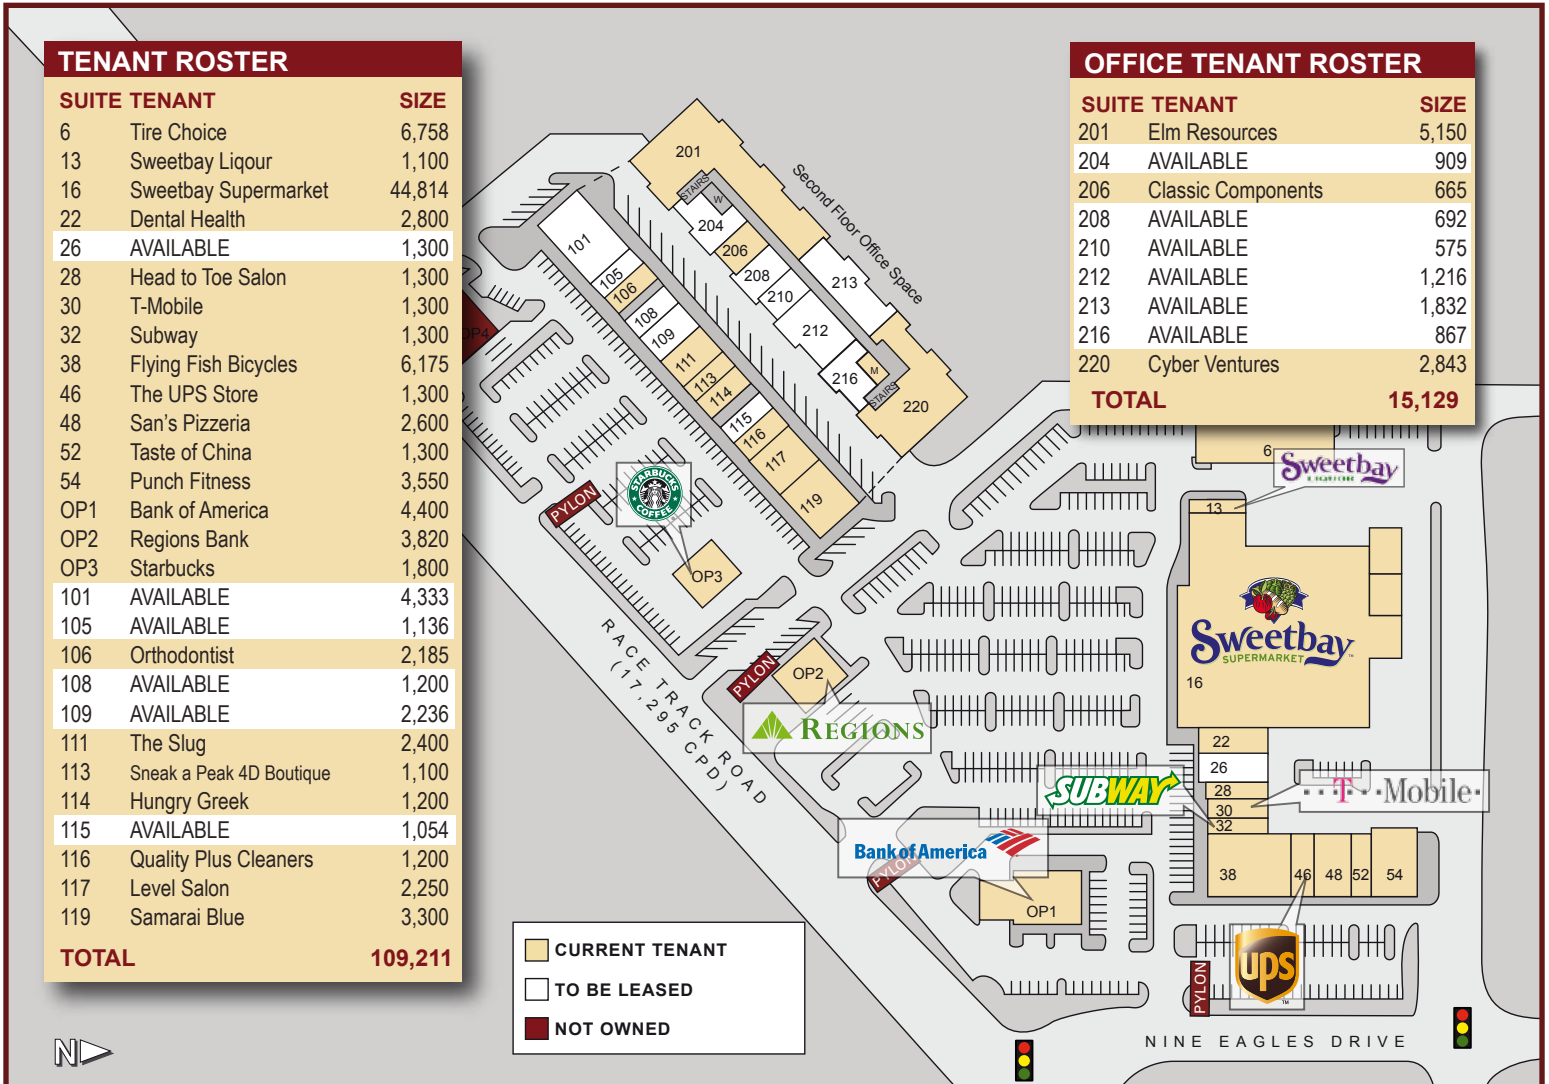 TENANT ROSTER
SUITE TENANT SIZE
6 Tire Choice 6,758
13 Sweetbay Liqour 1,100
16 Sweetbay Supermarket 44,814
22 Dental Health 2,800
26 AVAILABLE 1,300
28 Head to Toe Salon 1,300
30 T-Mobile 1,300
32 Subway 1,300
38 Flying Fish Bicycles 6,175
46 The UPS Store 1,300
48 San's Pizzeria 2,600
52 Taste of China 1,300
54 Punch Fitness 3,550
OP1 Bank of America 4,400
OP2 Regions Bank 3,820
OP3 Starbucks 1,800
101 AVAILABLE 4,333
105 AVAILABLE 1,136
106 Orthodontist 2,185
108 AVAILABLE 1,200
109 AVAILABLE 2,236
111 The Slug 2,400
113 Sneak a Peak 4D Boutique 1,100
114 Hungry Greek 1,200
115 AVAILABLE 1,054
116 Quality Plus Cleaners 1,200
117 Level Salon 2,250
119 Samarai Blue 3,300
TOTAL 109,211
OFFICE TENANT ROSTER
SUITE TENANT SIZE
201 Elm Resources 5,150
204 AVAILABLE 909
206 Classic Components 665
208 AVAILABLE 692
210 AVAILABLE 575
212 AVAILABLE 1,216
213 AVAILABLE 1,832
216 AVAILABLE 867
220 Cyber Ventures 2,843
TOTAL 15,129
201
STAIRS
W
204
206
208
210
212
213
216
M
STAIRS
220
Second Floor Office Space
101
105
106
108
109
111
113
114
115
116
117
119
OP4
PYLON
STARBUCKS
COFFEE
OP3
PYLON
OP2
REGIONS
RACE TRACK ROAD
(17,295 CPD)
6
Sweetbay
13
Sweetbay
SUPERMARKET
16
22
26
28
30
32
SUBWAY
T··Mobile·
Bank of America
PYLON
OP1
38
46
48
52
54
ups
TM
PYLON
NINE EAGLES DRIVE
CURRENT TENANT
TO BE LEASED
NOT OWNED
N